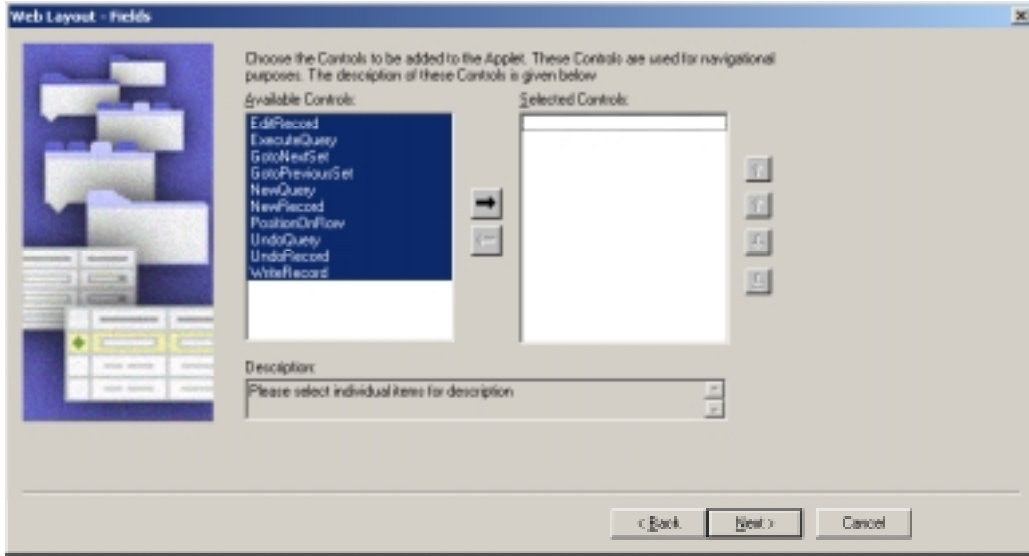 Web Layout - Fields
Choose the Controls to be added to the Applet. These Controls are used for navigational
purposes. The description of these Controls is given below
Available Controls:
Selected Controls:
EditRecord
ExecuteQuery
GotoNextSet
GotoPreviousSet
NewQuery
NewRecord
PositionOnRow
UndoQuery
UndoRecord
WriteRecord
Description:
Please select individual items for description
< Back
Next >
Cancel